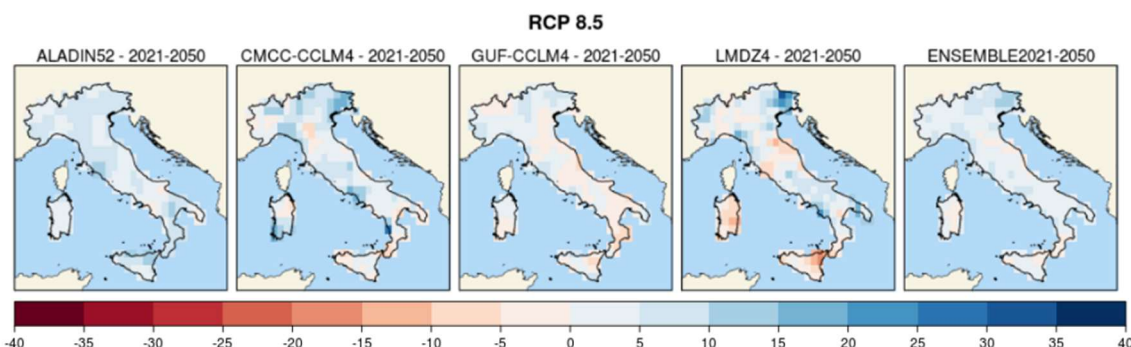 RCP 8.5
ALADIN52 - 2021-2050 CMCC-CCLM4 - 2021-2050 GUF-CCLM4 - 2021-2050 LMDZ4 - 2021-2050 ENSEMBLE2021-2050
-40 -35 -30 -25 -20 -15 -10 -5 0 5 10 15 20 25 30 35 40